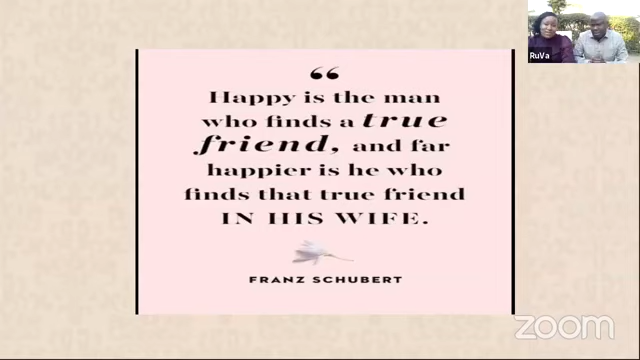 RuVa
“
Happy is the man
who finds a true
friend, and far
happier is he who
finds that true friend
IN HIS WIFE.
FRANZ SCHUBERT
zoom